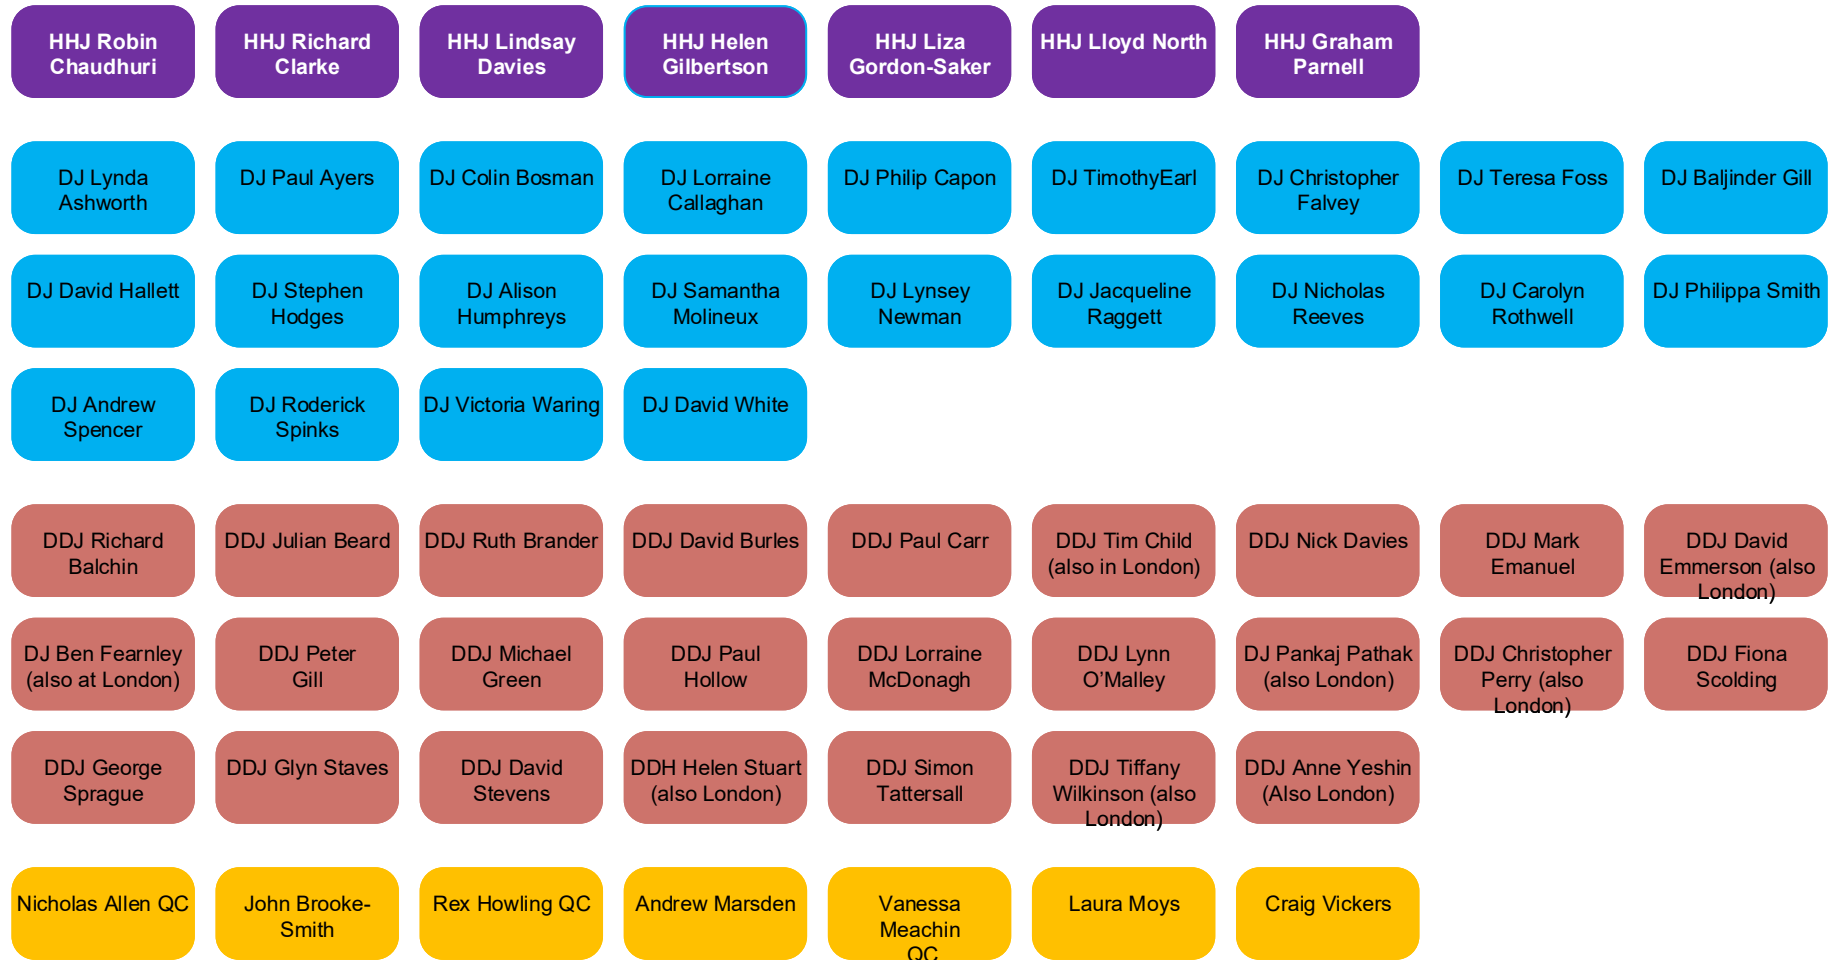 HHJ Robin
Chaudhuri
HHJ Richard
Clarke
HHJ Lindsay
Davies
HHJ Helen
Gilbertson
HHJ Liza
Gordon-Saker
HHJ Lloyd North
HHJ Graham
Parnell
DJ Lynda
Ashworth
DJ Paul Ayers
DJ Colin Bosman
DJ Lorraine
Callaghan
DJ Philip Capon
DJ TimothyEarl
DJ Christopher
Falvey
DJ Teresa Foss
DJ Baljinder Gill
DJ David Hallett
DJ Stephen
Hodges
DJ Alison
Humphreys
DJ Samantha
Molineux
DJ Lynsey
Newman
DJ Jacqueline
Raggett
DJ Nicholas
Reeves
DJ Carolyn
Rothwell
DJ Philippa Smith
DJ Andrew
Spencer
DJ Roderick
Spinks
DJ Victoria Waring
DJ David White
DDJ Richard
Balchin
DDJ Julian Beard
DDJ Ruth Brander
DDJ David Burles
DDJ Paul Carr
DDJ Tim Child
(also in London)
DDJ Nick Davies
DDJ Mark
Emanuel
DDJ David
Emmerson (also
London)
DJ Ben Fearnley
(also at London)
DDJ Peter
Gill
DDJ Michael
Green
DDJ Paul
Hollow
DDJ Lorraine
McDonagh
DDJ Lynn
O’Malley
DJ Pankaj Pathak
(also London)
DDJ Christopher
Perry (also
London)
DDJ Fiona
Scolding
DDJ George
Sprague
DDJ Glyn Staves
DDJ David
Stevens
DDH Helen Stuart
(also London)
DDJ Simon
Tattersall
DDJ Tiffany
Wilkinson (also
London)
DDJ Anne Yeshin
(Also London)
Nicholas Allen QC
John Brooke-
Smith
Rex Howling QC
Andrew Marsden
Vanessa
Meachin
QC
Laura Moys
Craig Vickers